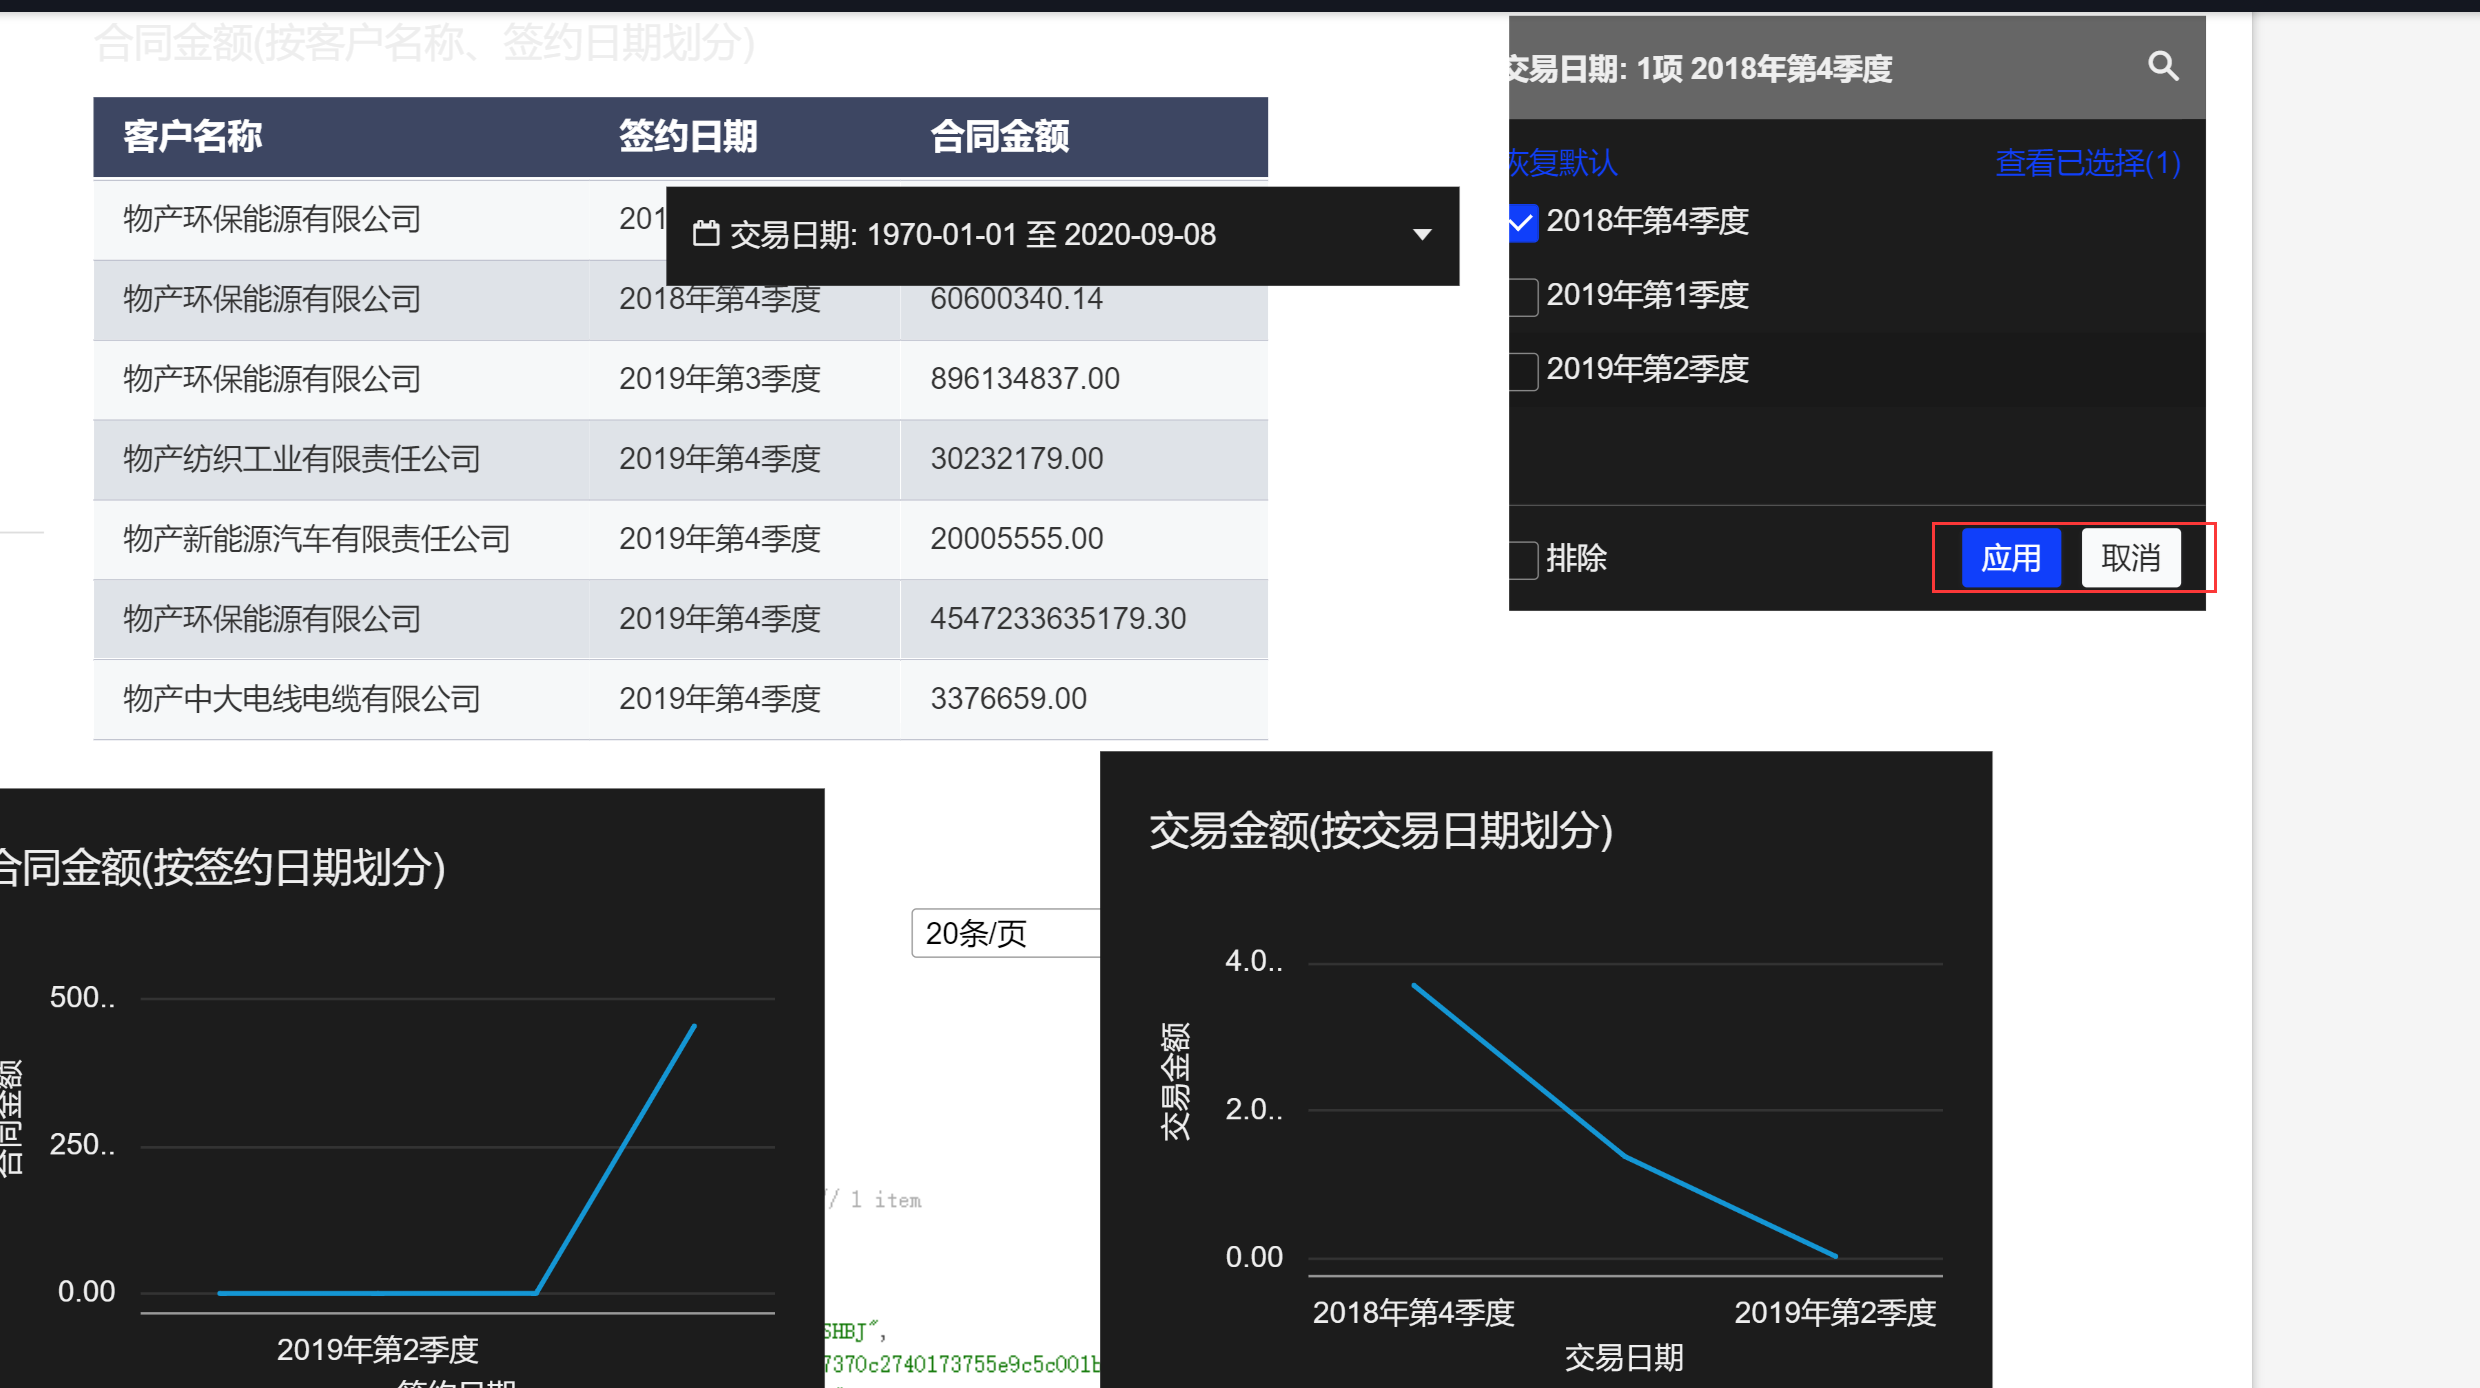 合同金额(按客户名称、签约日期划分)
客户名称 签约日期 合同金额
物产环保能源有限公司 201
物产环保能源有限公司 2018年第4季度 60600340.14
物产环保能源有限公司 2019年第3季度 896134837.00
物产纺织工业有限责任公司 2019年第4季度 30232179.00
物产新能源汽车有限责任公司 2019年第4季度 20005555.00
物产环保能源有限公司 2019年第4季度 4547233635179.30
物产中大电线电缆有限公司 2019年第4季度 3376659.00
交易日期: 1970-01-01 至 2020-09-08
交易日期: 1项 2018年第4季度
恢复默认 查看已选择(1)
2018年第4季度
2019年第1季度
2019年第2季度
排除 应用 取消
合同金额(按签约日期划分)
500..
250..
0.00
合同金额
2019年第2季度
签约日期
20条/页
// 1 item
SHBJ",
7370c2740173755e9c5c001b
交易金额(按交易日期划分)
4.0..
2.0..
0.00
交易金额
2018年第4季度 2019年第2季度
交易日期